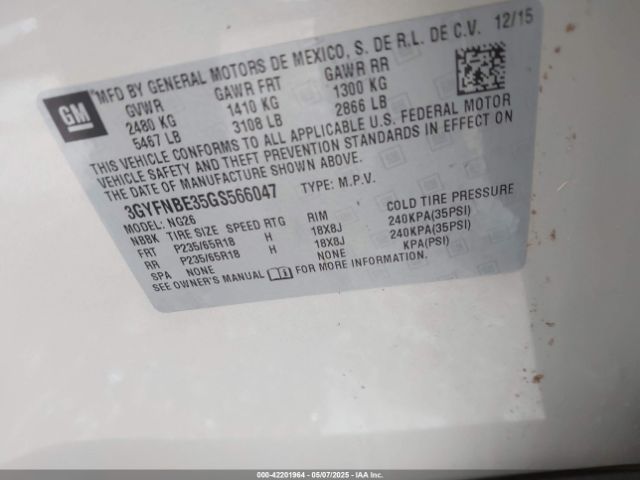 GM
MFD BY GENERAL MOTORS DE MEXICO, S. DE R.L. DE C.V. 12/15
GVWR GAWR FRT GAWR RR
2480 KG 1410 KG 1300 KG
5467 LB 3108 LB 2866 LB
THIS VEHICLE CONFORMS TO ALL APPLICABLE U.S. FEDERAL MOTOR
VEHICLE SAFETY AND THEFT PREVENTION STANDARDS IN EFFECT ON
THE DATE OF MANUFACTURE SHOWN ABOVE.
3GYFNBE35GS566047 TYPE: M.P.V.
MODEL: NG26
NBBK TIRE SIZE SPEED RTG RIM COLD TIRE PRESSURE
FRT P235/65R18 H 18X8J 240KPA(35PSI)
RR P235/65R18 H 18X8J 240KPA(35PSI)
SPA NONE NONE KPA(PSI)
SEE OWNER'S MANUAL FOR MORE INFORMATION.
000-42201964 - 05/07/2025 - IAAI.CA